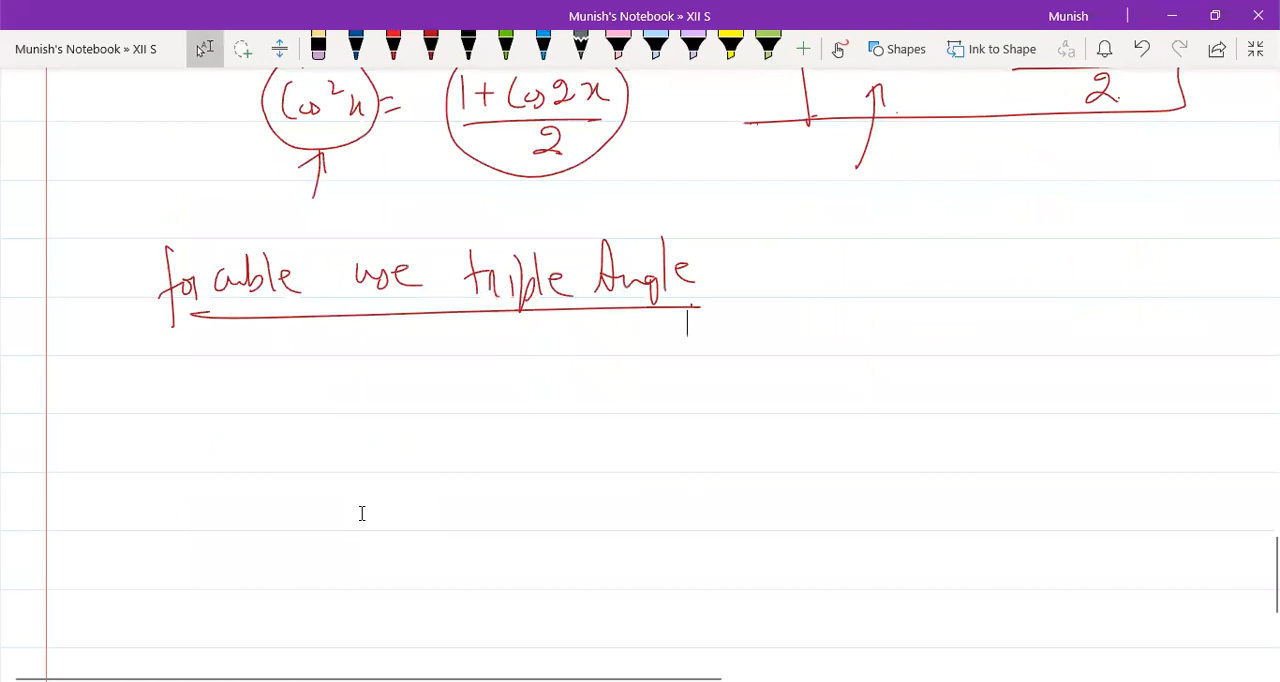 Munish's Notebook » XII S
Munish
Munish's Notebook » XII S
Shapes
Ink to Shape
Cos²x = 1 + Cos2x / 2
2
for cuble use triple Angle